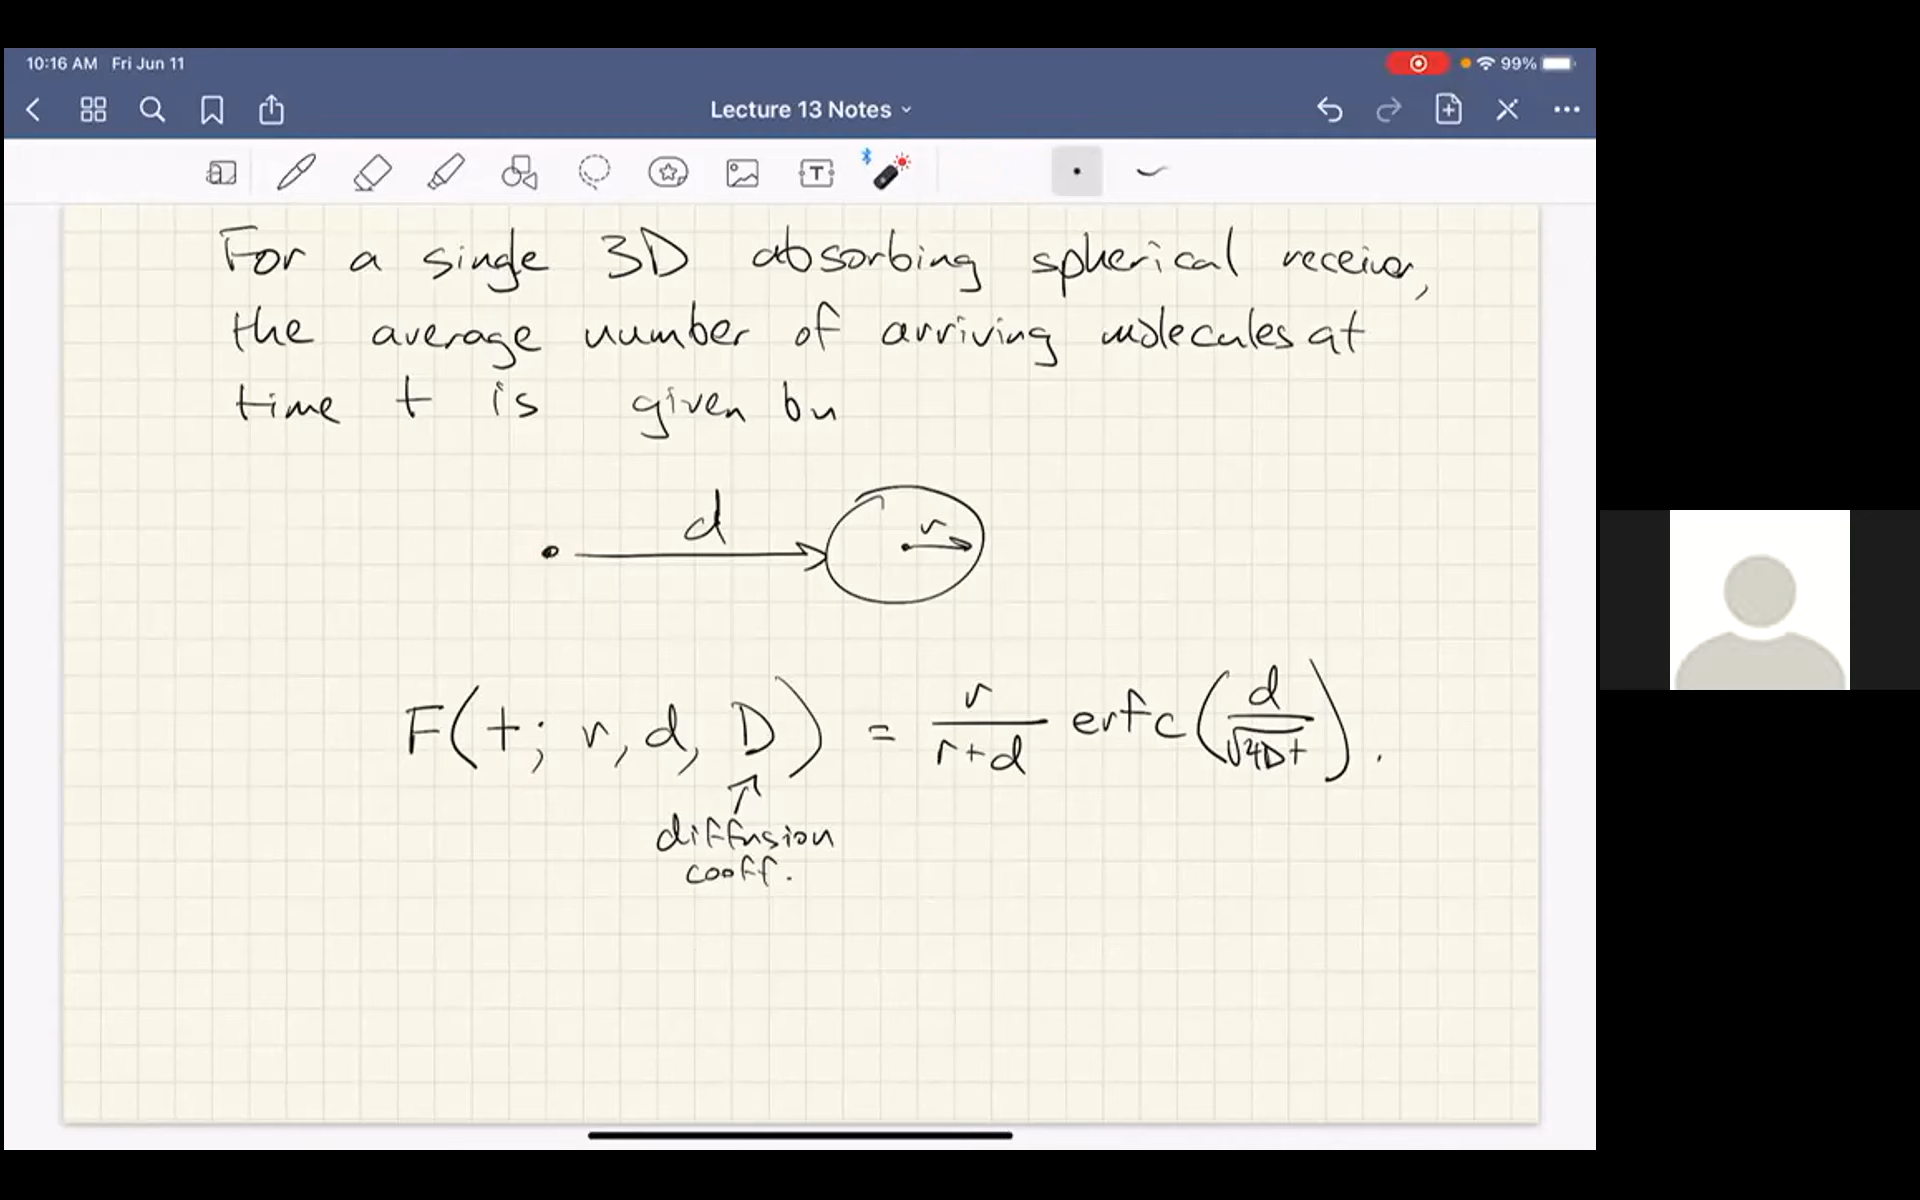 10:16 AM Fri Jun 11
99%
Lecture 13 Notes
For a single 3D absorbing spherical receiver,
the average number of arriving molecules at
time t is given by
d
r
F(t; r, d, D) = r/(r+d) erfc(d/√4Dt).
diffusion
coeff.